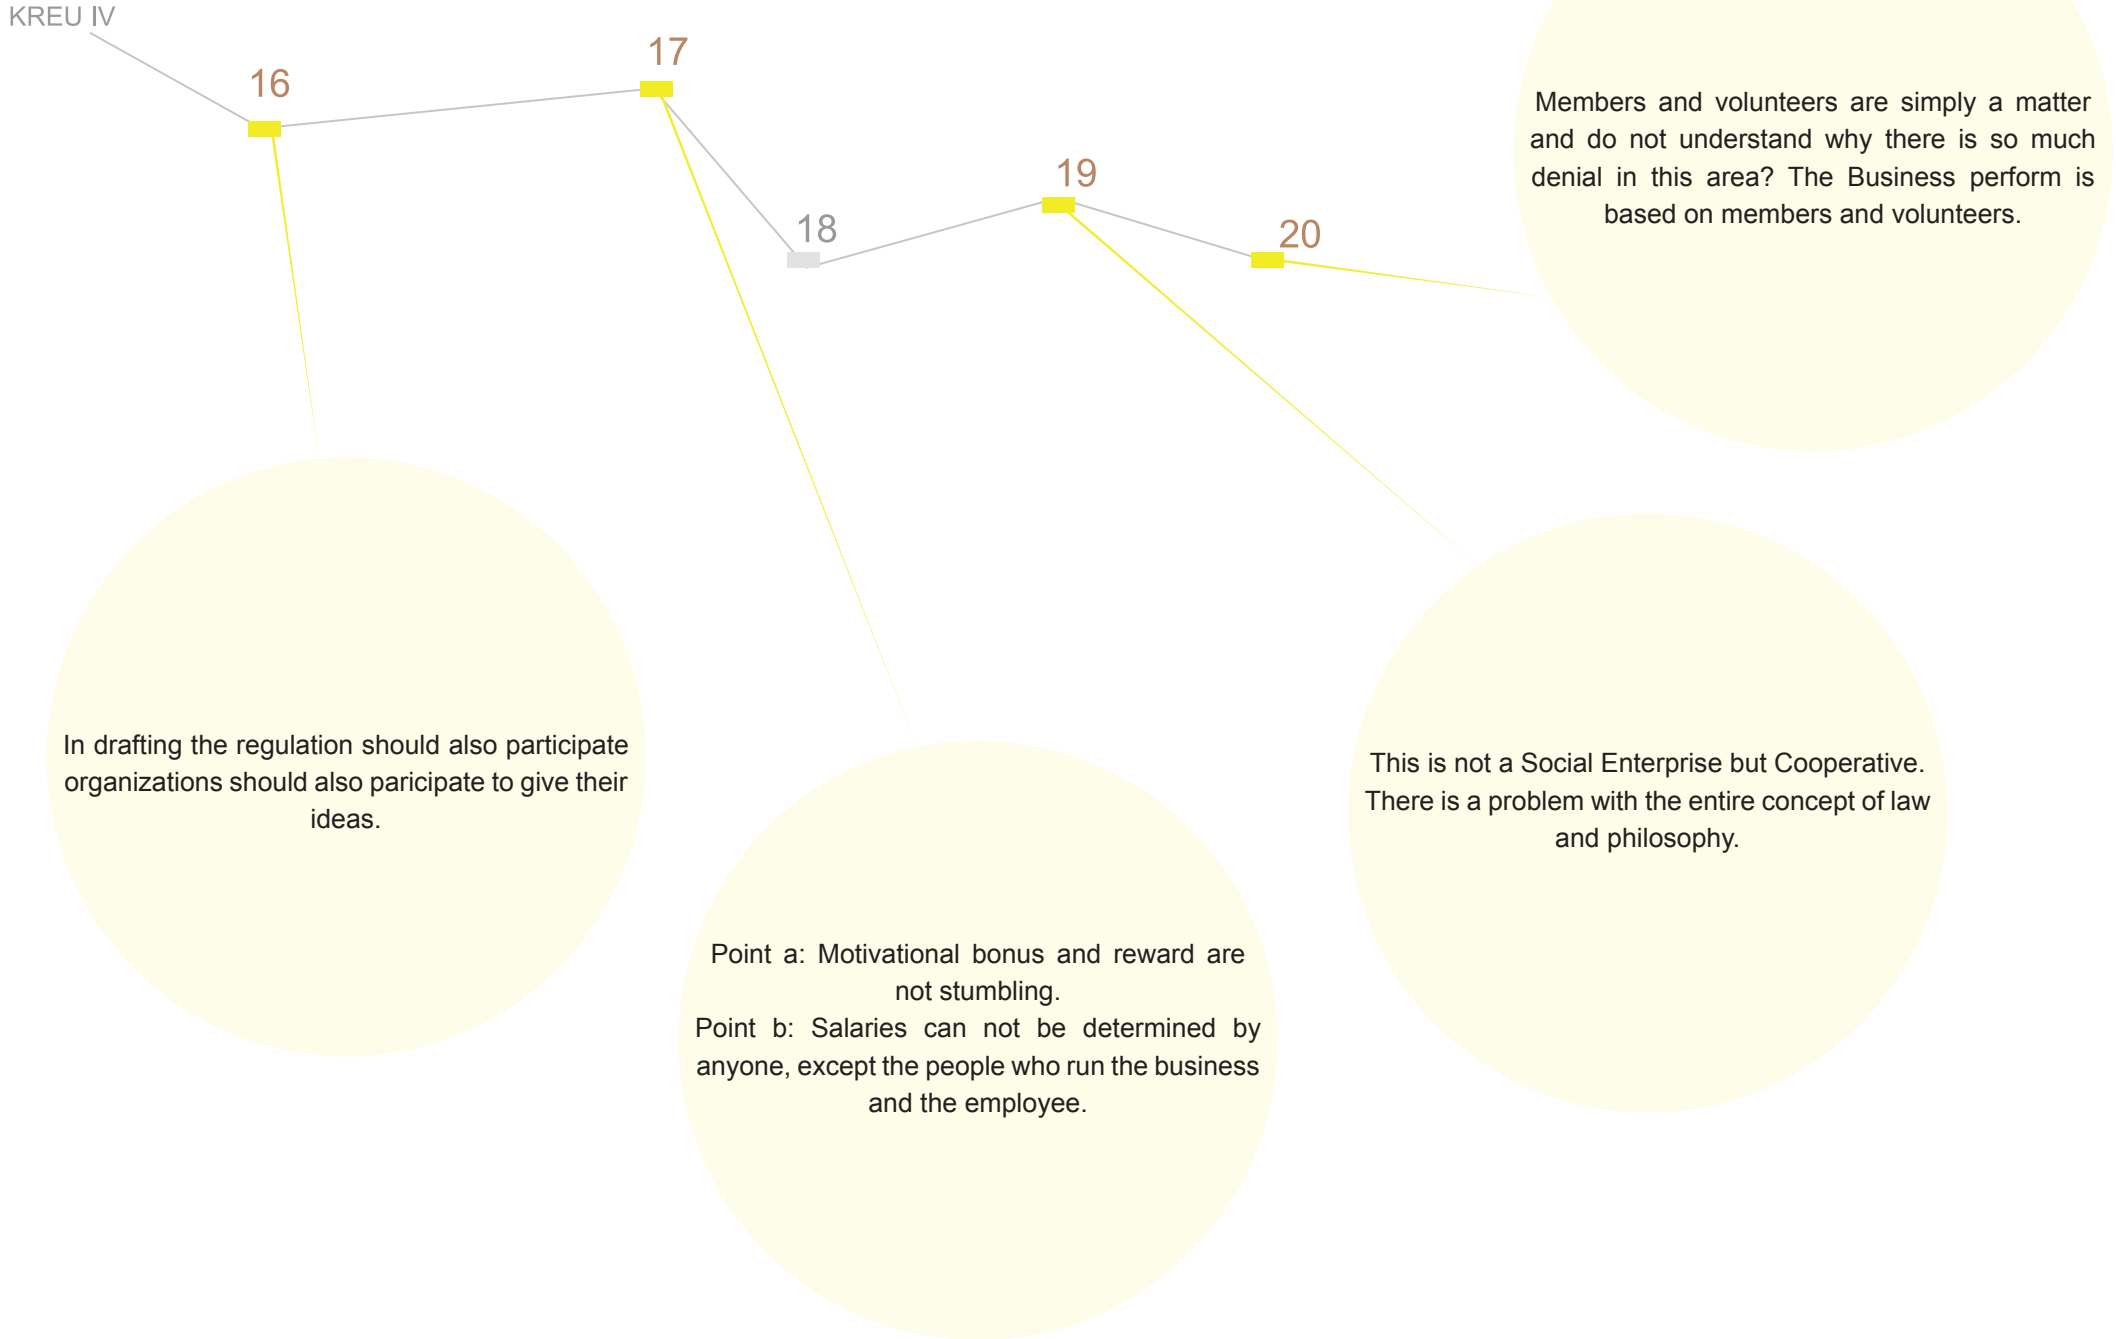 KREU IV
16
17
18
19
20
Members and volunteers are simply a matter
and do not understand why there is so much
denial in this area? The Business perform is
based on members and volunteers.
In drafting the regulation should also participate
organizations should also paricipate to give their
ideas.
Point a: Motivational bonus and reward are
not stumbling.
Point b: Salaries can not be determined by
anyone, except the people who run the business
and the employee.
This is not a Social Enterprise but Cooperative.
There is a problem with the entire concept of law
and philosophy.